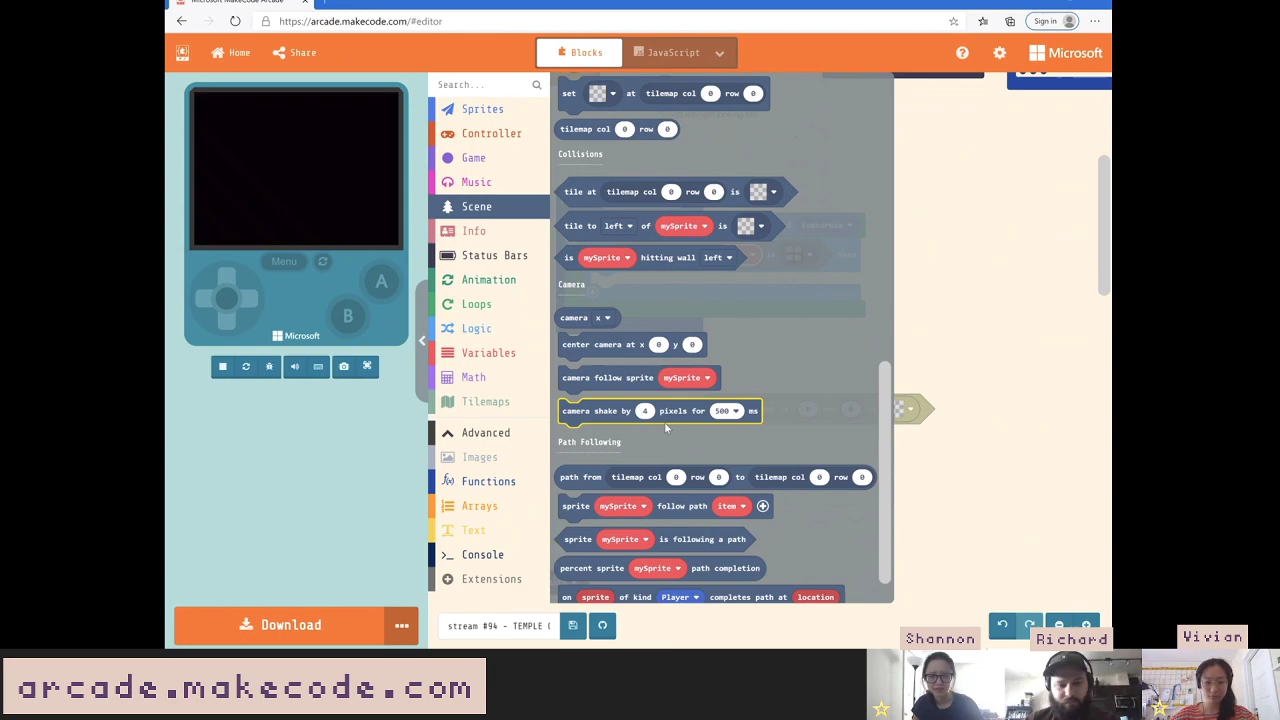 Microsoft MakeCode Arcade
https://arcade.makecode.com/#editor
Sign in
Home
Share
Blocks
JavaScript
Microsoft
Menu
A
B
Microsoft
Download
Search...
Sprites
Controller
Game
Music
Scene
Info
Status Bars
Animation
Loops
Logic
Variables
Math
Tilemaps
Advanced
Images
Functions
Arrays
Text
Console
Extensions
set at tilemap col 0 row 0
tilemap col 0 row 0
Collisions
tile at tilemap col 0 row 0 is
tile to left of mySprite is
is mySprite hitting wall left
Camera
camera x
center camera at x 0 y 0
camera follow sprite mySprite
camera shake by 4 pixels for 500 ms
Path Following
path from tilemap col 0 row 0 to tilemap col 0 row 0
sprite mySprite follow path item
sprite mySprite is following a path
percent sprite mySprite path completion
on sprite of kind Player completes path at location
stream #94 - TEMPLE
Shannon
Richard
Vivian
arcade.makecode.com